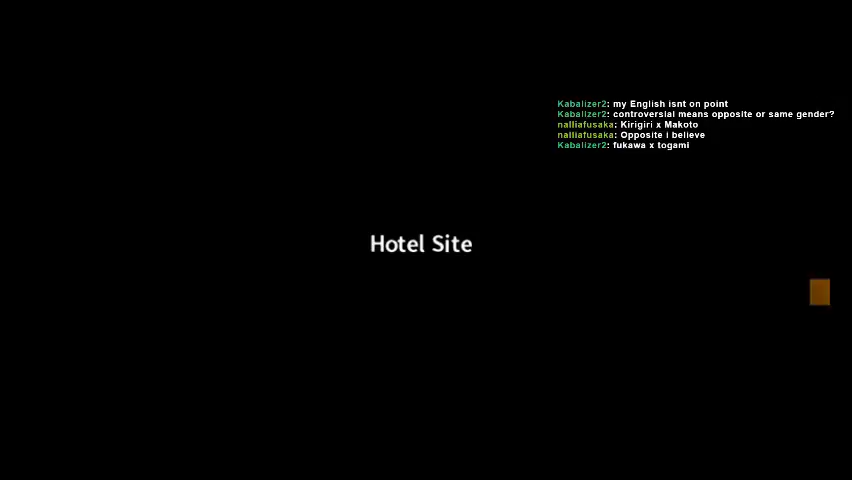 Kabalizer2: my English isnt on point
Kabalizer2: controversial means opposite or same gender?
nalliafusaka: Kirigiri x Makoto
nalliafusaka: Opposite i believe
Kabalizer2: fukawa x togami
Hotel Site